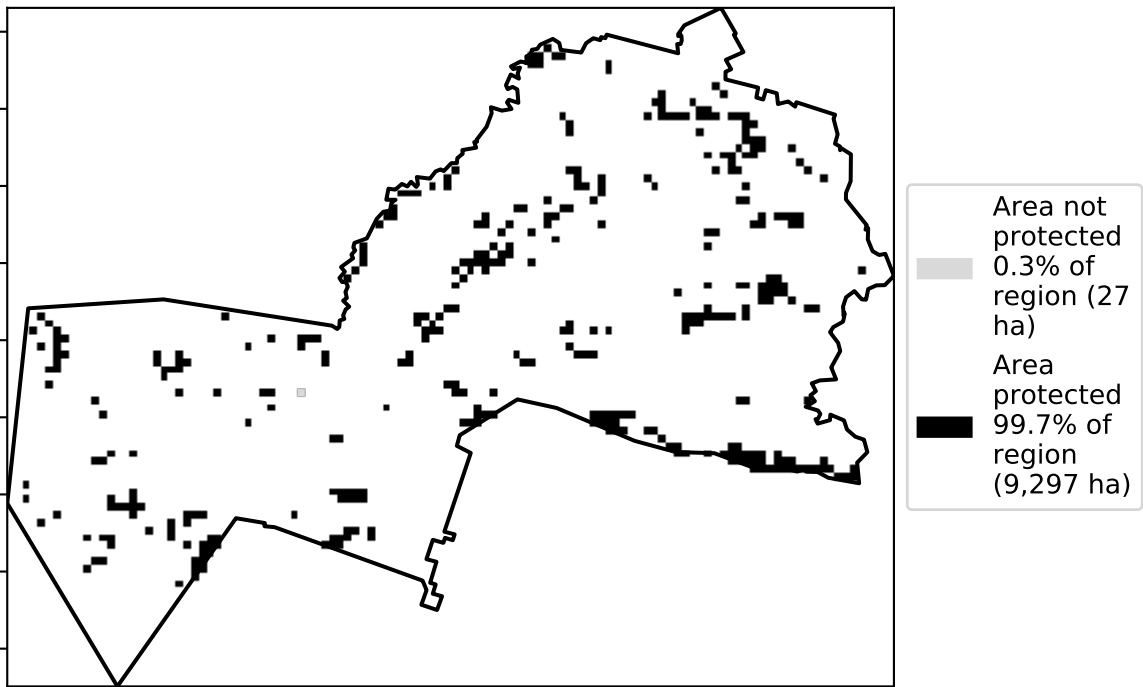 Area not
protected
0.3% of
region (27
ha)
Area
protected
99.7% of
region
(9,297 ha)